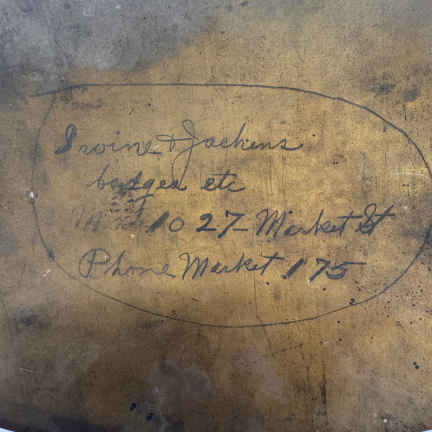 Irvine & Jachens
badges etc
1027 Market St
Phone Market 175